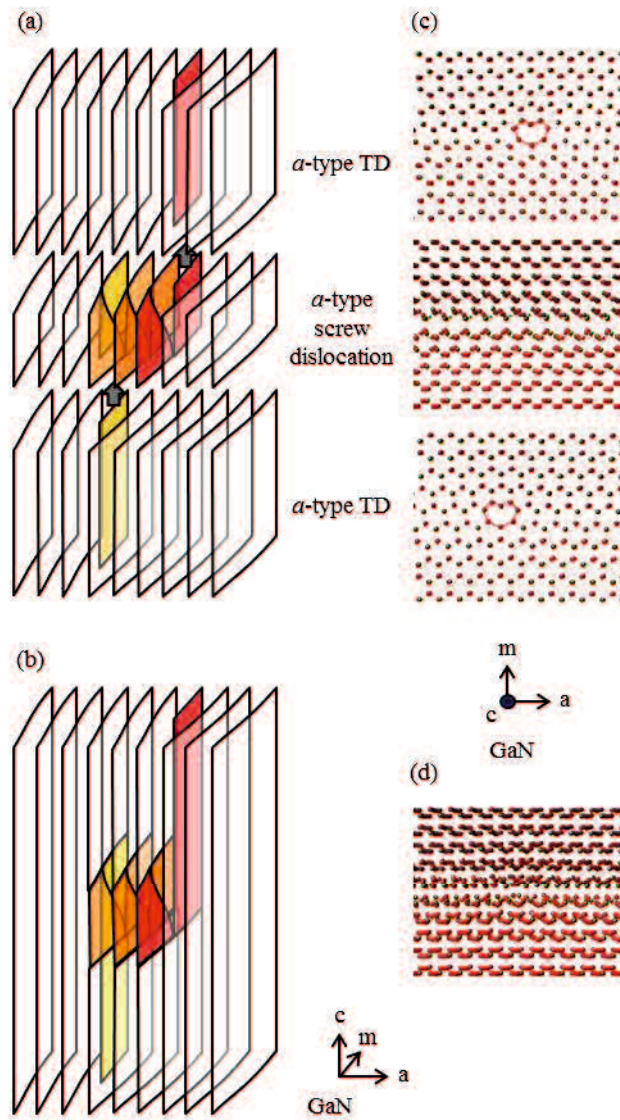 (a)
(c)
a-type TD
a-type
screw
dislocation
a-type TD
(b)
m
c
a
GaN
(d)
c
m
a
GaN